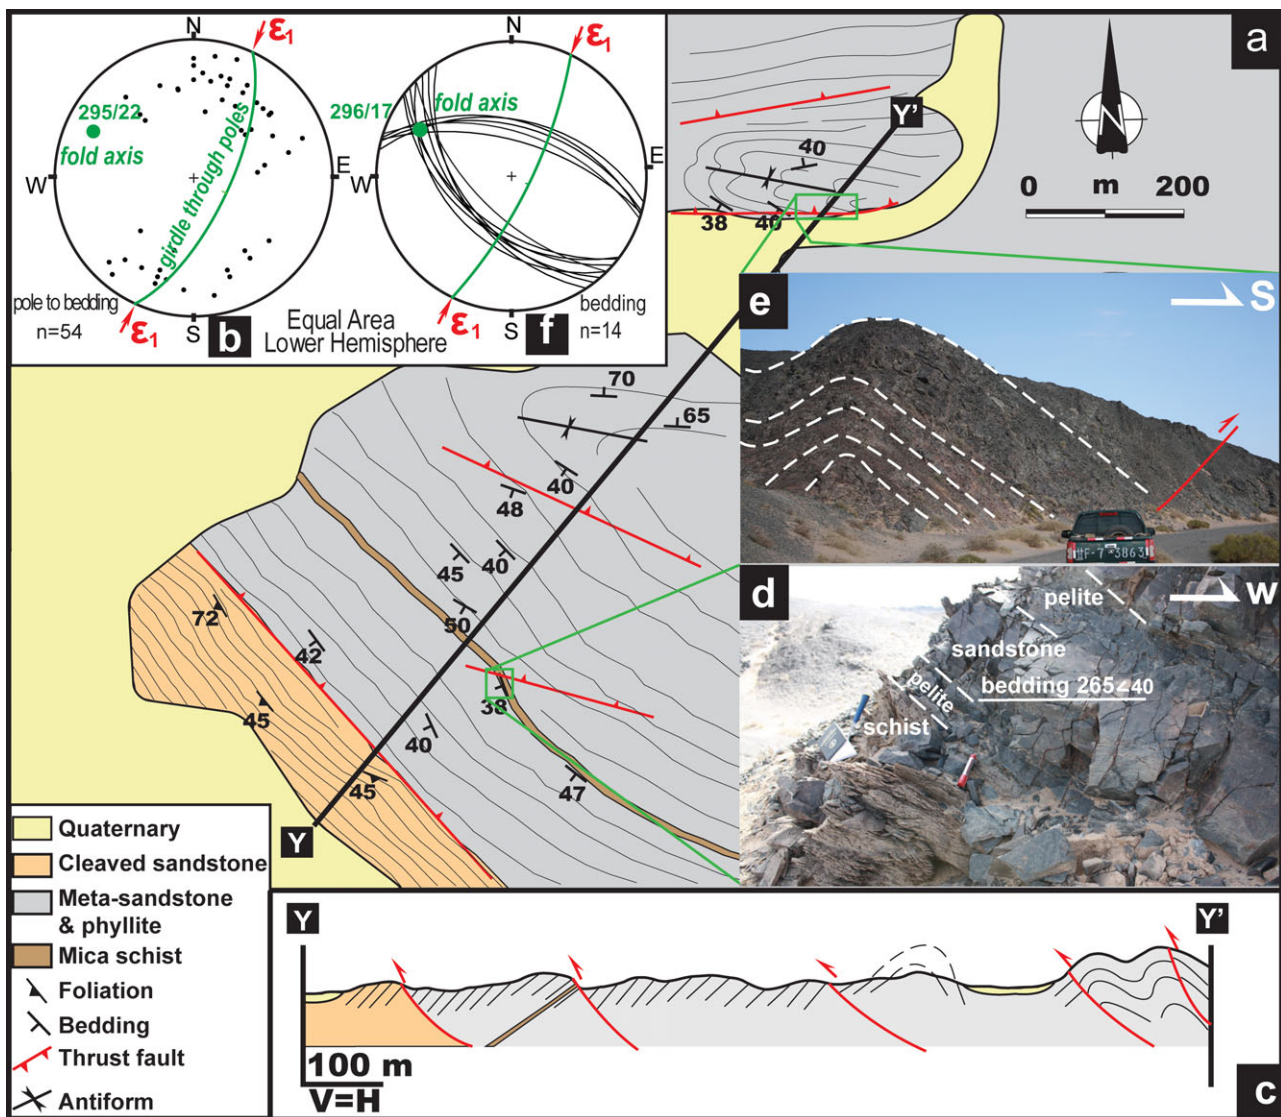 a
N
0 m 200
Y'
40
38
40
N
E
S
W
ε1
295/22
fold axis
girdle through poles
ε1
pole to bedding
n=54
b
Equal Area
Lower Hemisphere
N
E
S
W
ε1
296/17
fold axis
ε1
f
bedding
n=14
e
S
F-7 3863
d
W
pelite
sandstone
pelite
bedding 265∠40
schist
70
65
40
48
40
45
50
72
42
38
45
40
47
45
Y
Quaternary
Cleaved sandstone
Meta-sandstone
& phyllite
Mica schist
Foliation
Bedding
Thrust fault
Antiform
Y
Y'
100 m
V=H
c